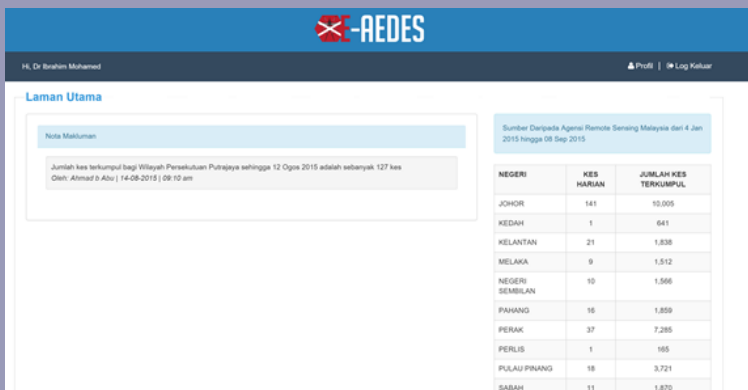 E-AEDES
Hi, Dr Ibrahim Mohamed
Profil | Log Keluar
Laman Utama
Nota Makluman
Jumlah kes terkumpul bagi Wilayah Persekutuan Putrajaya sehingga 12 Ogos 2015 adalah sebanyak 127 kes
Oleh: Ahmad b Abu | 14-08-2015 | 09:10 am
Sumber Daripada Agensi Remote Sensing Malaysia dari 4 Jan
2015 hingga 08 Sep 2015
NEGERI KES HARIAN JUMLAH KES TERKUMPUL
JOHOR 141 10,005
KEDAH 1 641
KELANTAN 21 1,838
MELAKA 9 1,512
NEGERI SEMBILAN 10 1,566
PAHANG 16 1,859
PERAK 37 7,285
PERLIS 1 165
PULAU PINANG 18 3,721
SABAH 11 1,870